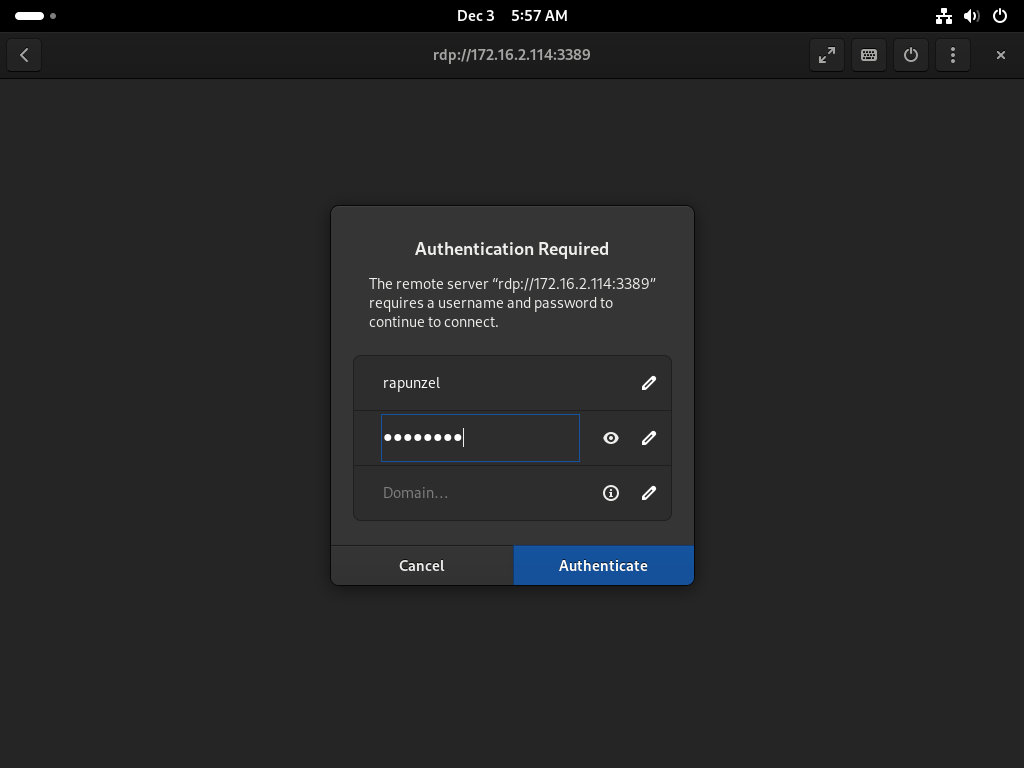 Dec 3 5:57 AM
rdp://172.16.2.114:3389
Authentication Required
The remote server “rdp://172.16.2.114:3389”
requires a username and password to
continue to connect.
rapunzel
●●●●●●●●
Domain…
Cancel Authenticate